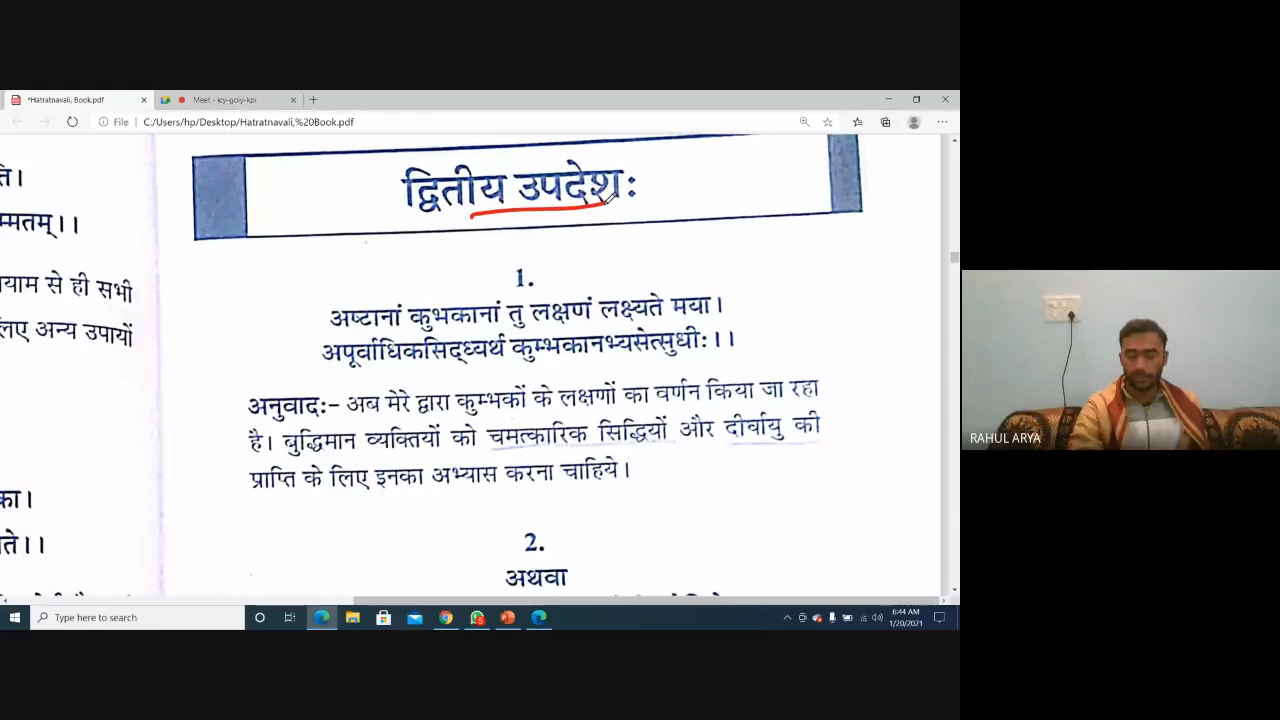 *Hatratnavali, Book.pdf
Meet - icy-goiy-kpi
File
C:/Users/hp/Desktop/Hatratnavali,%20Book.pdf
ति।
म्मतम्।।
याम से ही सभी
लिए अन्य उपायों
का।
ते।।
द्वितीय उपदेशः
1.
अष्टानां कुभकानां तु लक्षणं लक्ष्यते मया।
अपूर्वाधिकसिद्ध्यर्थ कुम्भकानभ्यसेत्सुधीः।।
अनुवादः- अब मेरे द्वारा कुम्भकों के लक्षणों का वर्णन किया जा रहा
है। बुद्धिमान व्यक्तियों को चमत्कारिक सिद्धियों और दीर्घायु की
प्राप्ति के लिए इनका अभ्यास करना चाहिये।
2.
अथवा
RAHUL ARYA
Type here to search
6:44 AM
1/20/2021